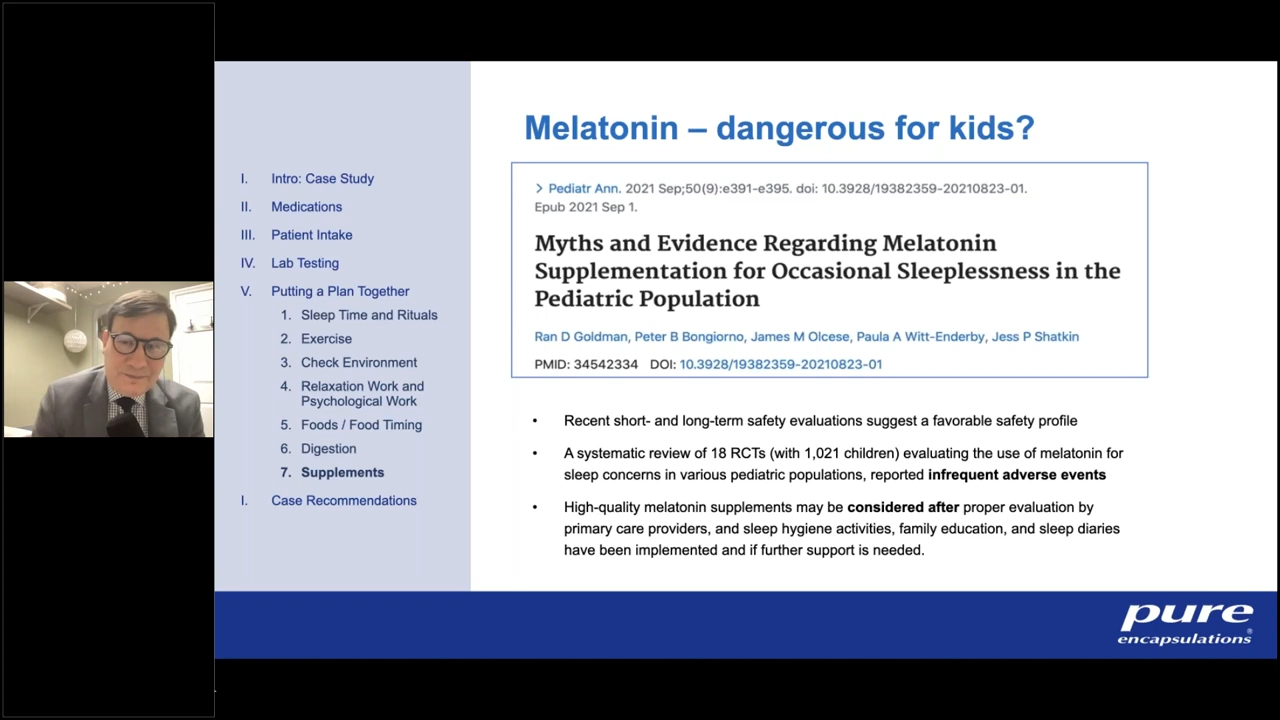 I. Intro: Case Study
II. Medications
III. Patient Intake
IV. Lab Testing
V. Putting a Plan Together
1. Sleep Time and Rituals
2. Exercise
3. Check Environment
4. Relaxation Work and
Psychological Work
5. Foods / Food Timing
6. Digestion
7. Supplements
I. Case Recommendations
Melatonin – dangerous for kids?
> Pediatr Ann. 2021 Sep;50(9):e391-e395. doi: 10.3928/19382359-20210823-01.
Epub 2021 Sep 1.
Myths and Evidence Regarding Melatonin
Supplementation for Occasional Sleeplessness in the
Pediatric Population
Ran D Goldman, Peter B Bongiorno, James M Olcese, Paula A Witt-Enderby, Jess P Shatkin
PMID: 34542334 DOI: 10.3928/19382359-20210823-01
• Recent short- and long-term safety evaluations suggest a favorable safety profile
• A systematic review of 18 RCTs (with 1,021 children) evaluating the use of melatonin for
sleep concerns in various pediatric populations, reported infrequent adverse events
• High-quality melatonin supplements may be considered after proper evaluation by
primary care providers, and sleep hygiene activities, family education, and sleep diaries
have been implemented and if further support is needed.
pure
encapsulations®